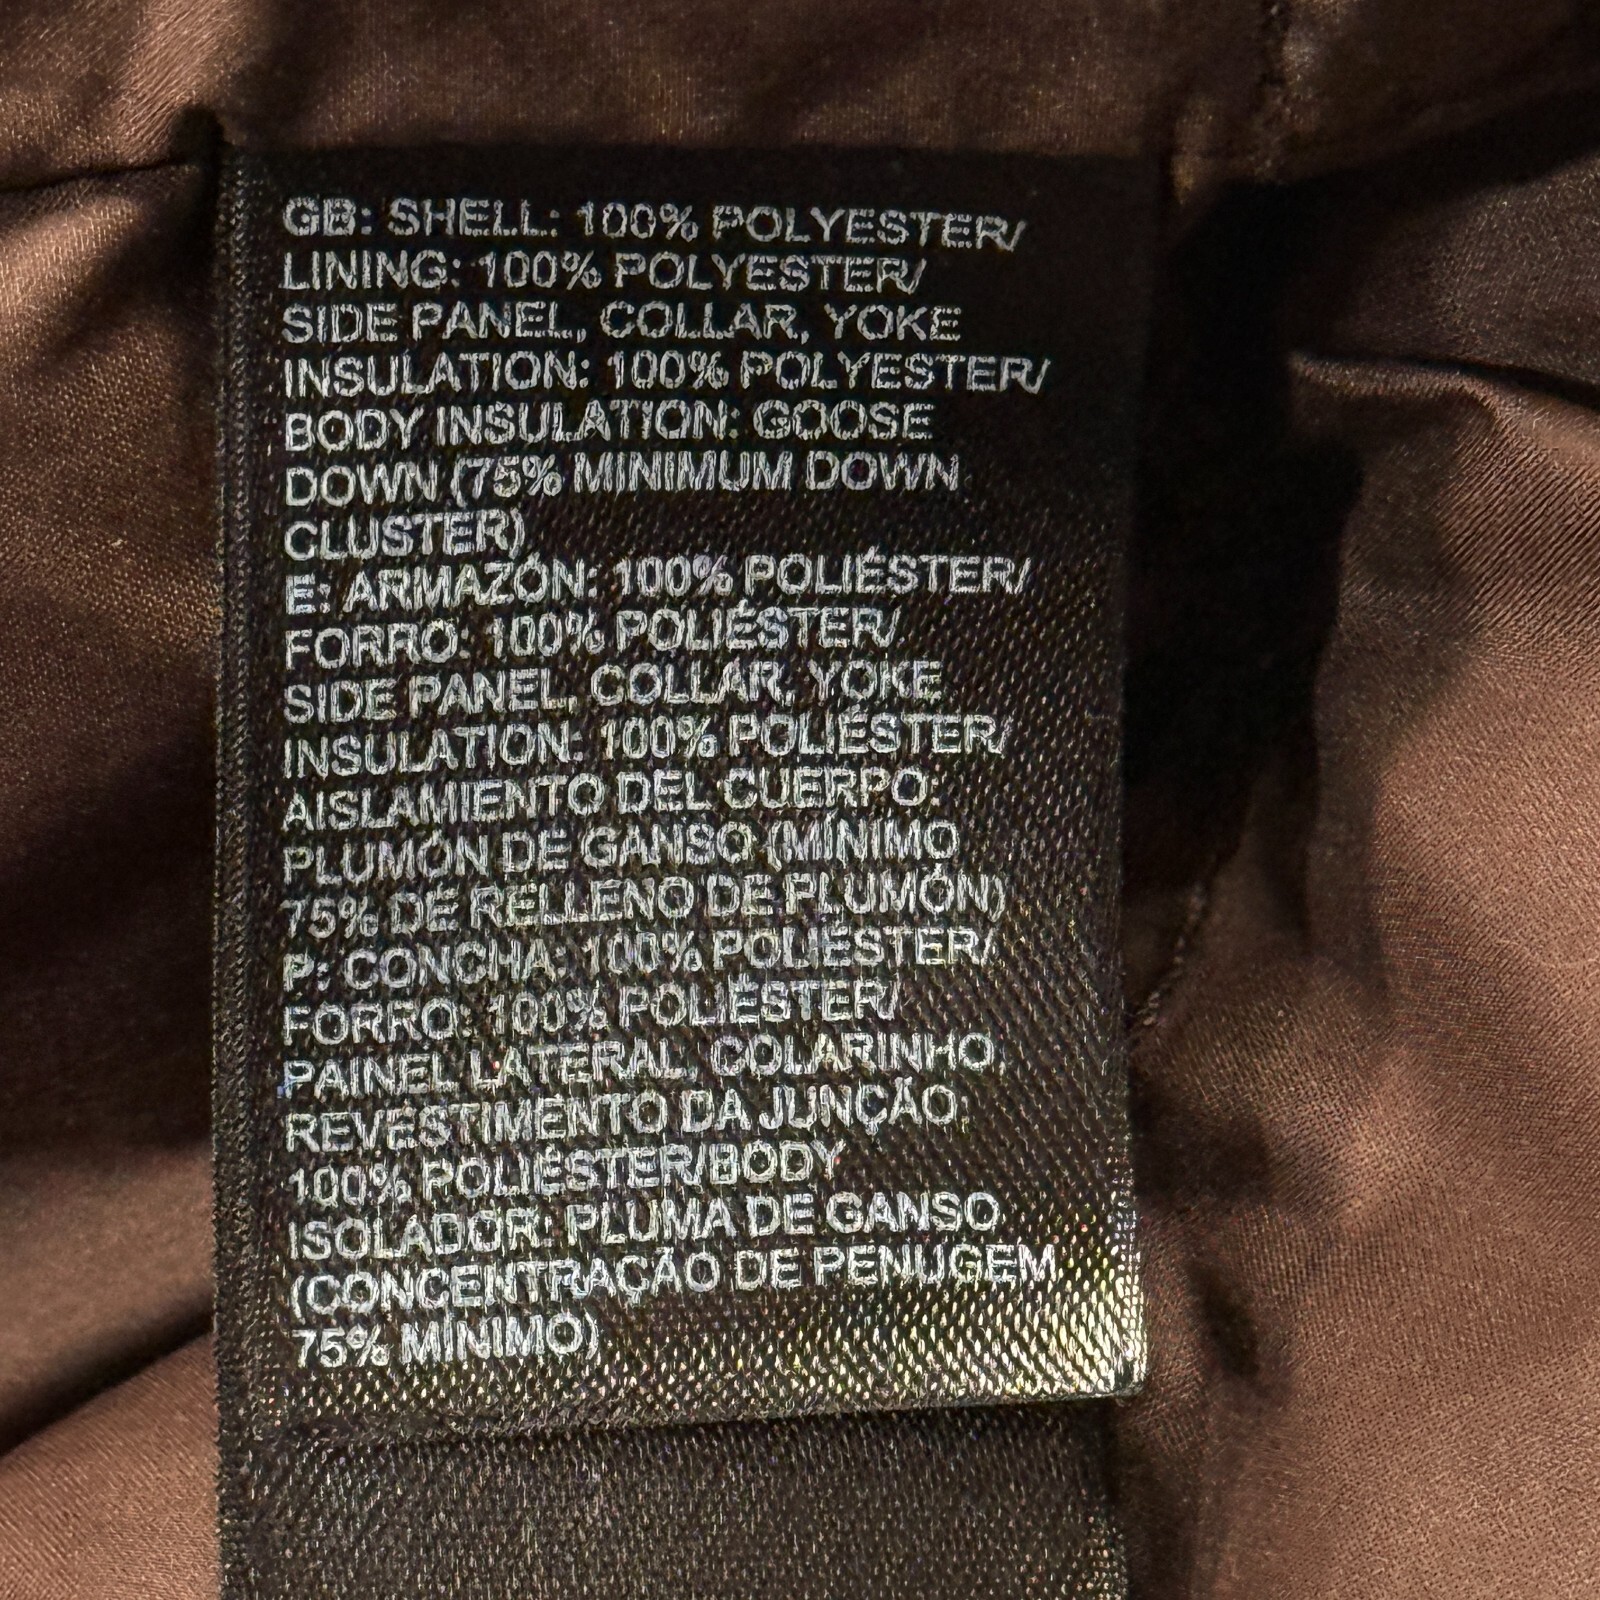 GB: SHELL: 100% POLYESTER/
LINING: 100% POLYESTER/
SIDE PANEL, COLLAR, YOKE
INSULATION: 100% POLYESTER/
BODY INSULATION: GOOSE
DOWN (75% MINIMUM DOWN
CLUSTER)
E: ARMAZÓN: 100% POLIÉSTER/
FORRO: 100% POLIÉSTER/
SIDE PANEL, COLLAR, YOKE
INSULATION: 100% POLIÉSTER/
AISLAMIENTO DEL CUERPO:
PLUMÓN DE GANSO (MÍNIMO
75% DE RELLENO DE PLUMÓN)
P: CONCHA: 100% POLIÉSTER/
FORRO: 100% POLIÉSTER/
PAINEL LATERAL, COLARINHO,
REVESTIMENTO DA JUNÇÃO:
100% POLIÉSTER/BODY
ISOLADOR: PLUMA DE GANSO
(CONCENTRAÇÃO DE PENUGEM
75% MÍNIMO)